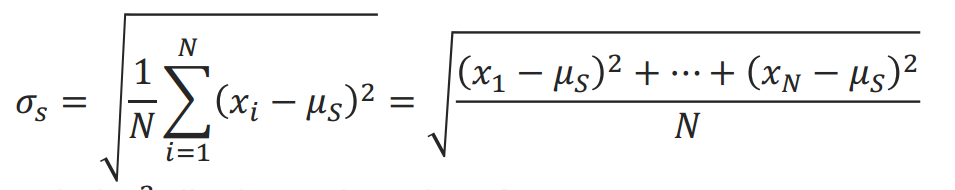 σ_s = √(1/N ∑_{i=1}^{N} (x_i − μ_S)²) = √(((x_1 − μ_S)² + ⋯ + (x_N − μ_S)²)/N)